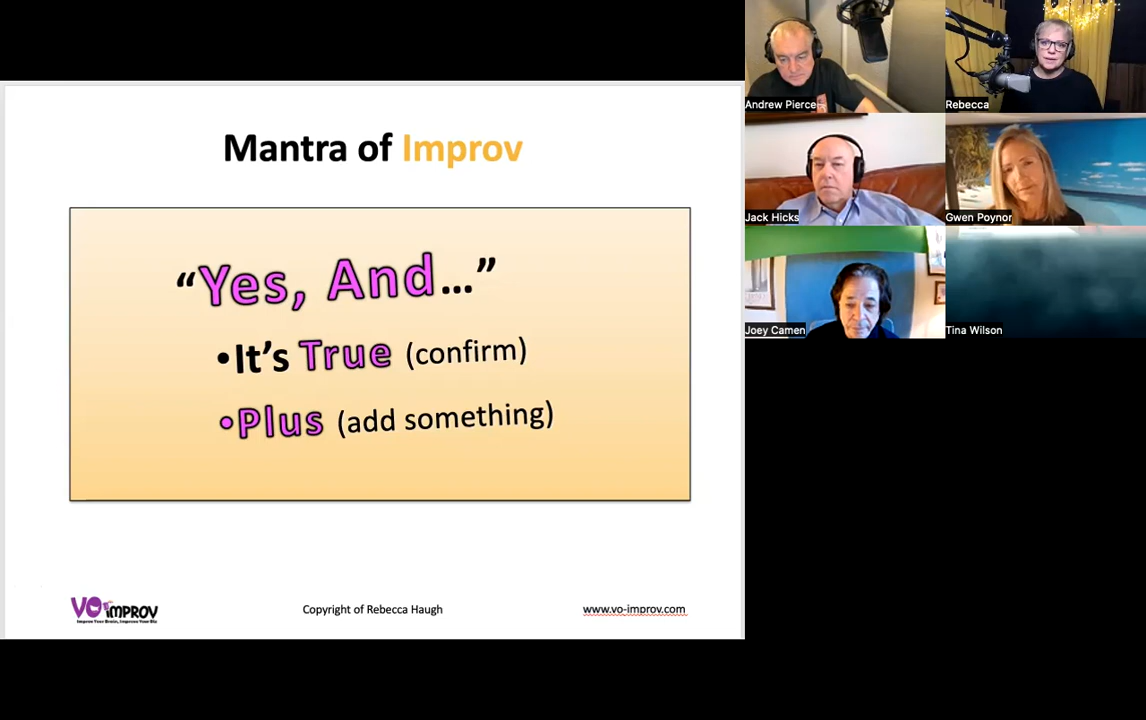 Mantra of Improv
“Yes, And…”
•It’s True (confirm)
•Plus (add something)
VO IMPROV
Improv Your Brain, Improve Your Biz
Copyright of Rebecca Haugh
www.vo-improv.com
Andrew Pierce
Rebecca
Jack Hicks
Gwen Poynor
Joey Camen
Tina Wilson